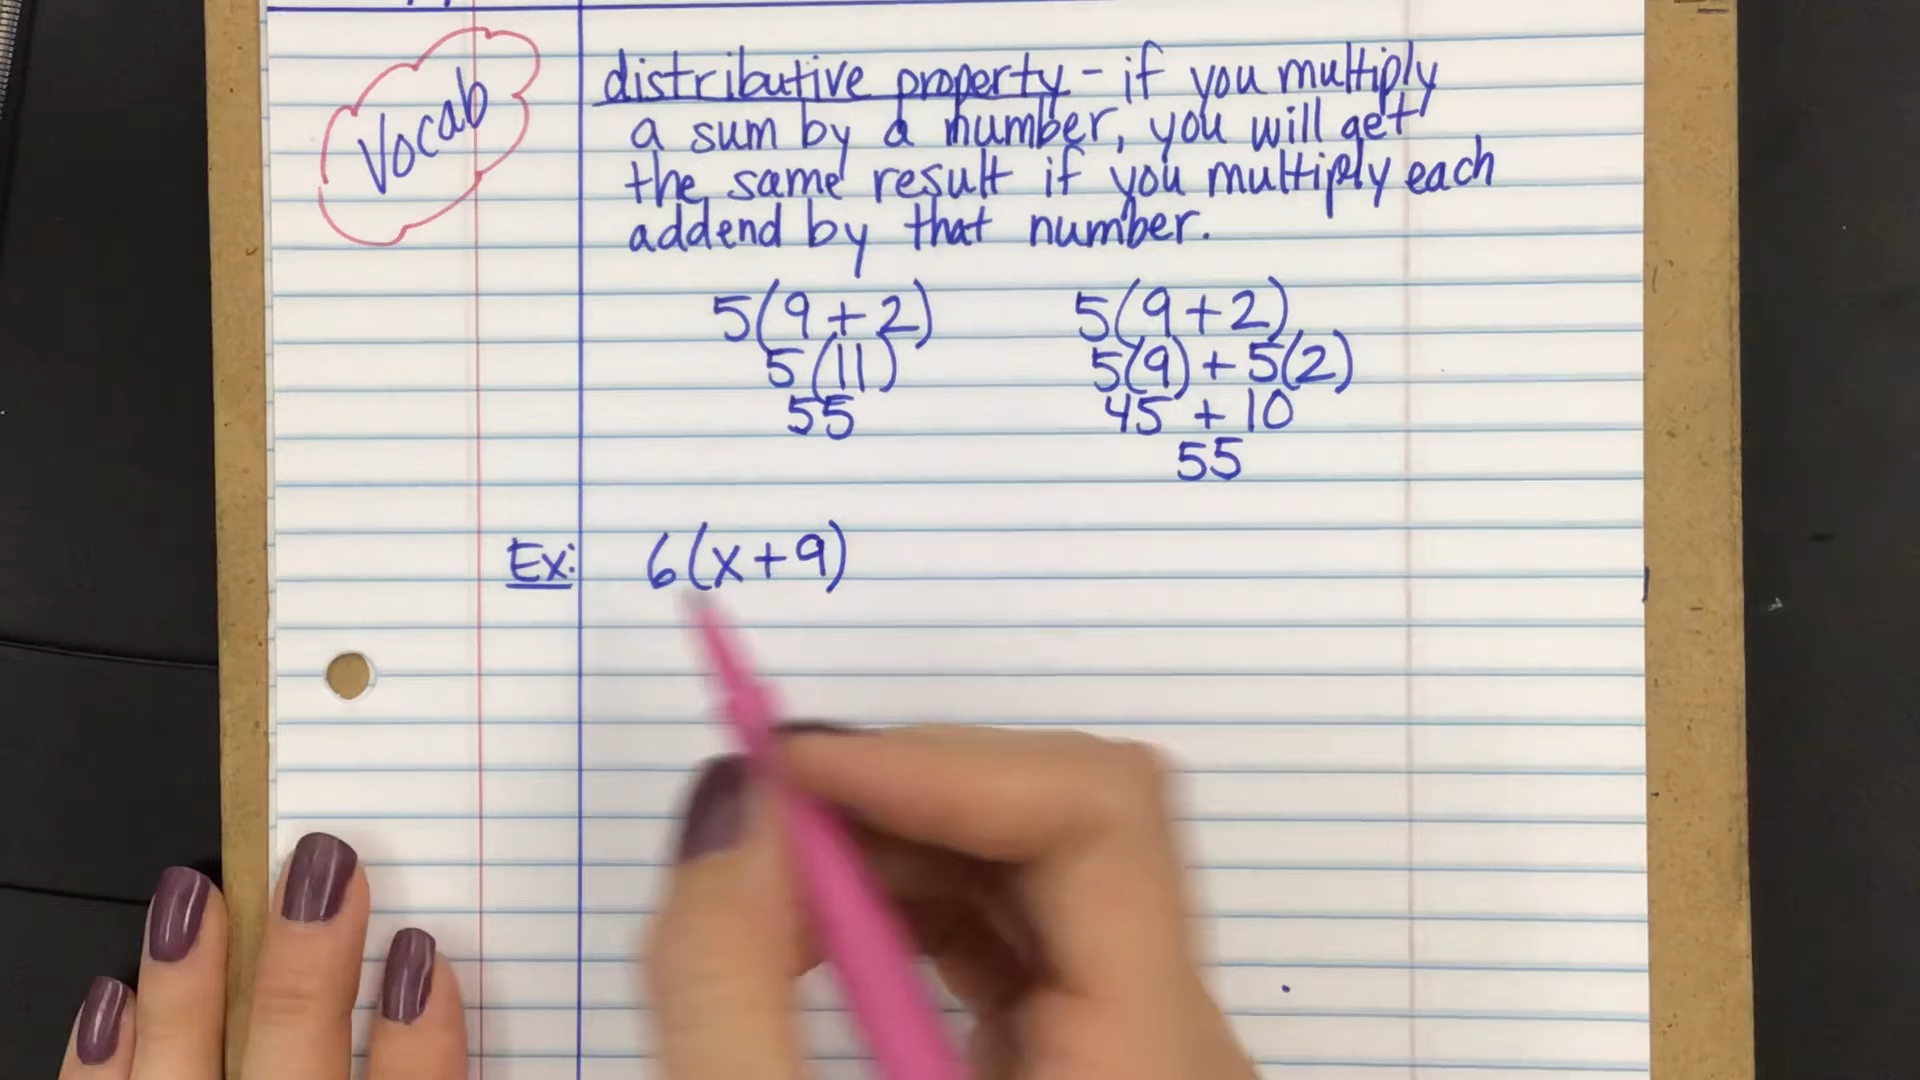 Vocab
distributive property - if you multiply
a sum by a number, you will get
the same result if you multiply each
addend by that number.
5(9+2) 5(9+2)
5(11) 5(9) + 5(2)
55 45 + 10
55
Ex: 6(x+9)